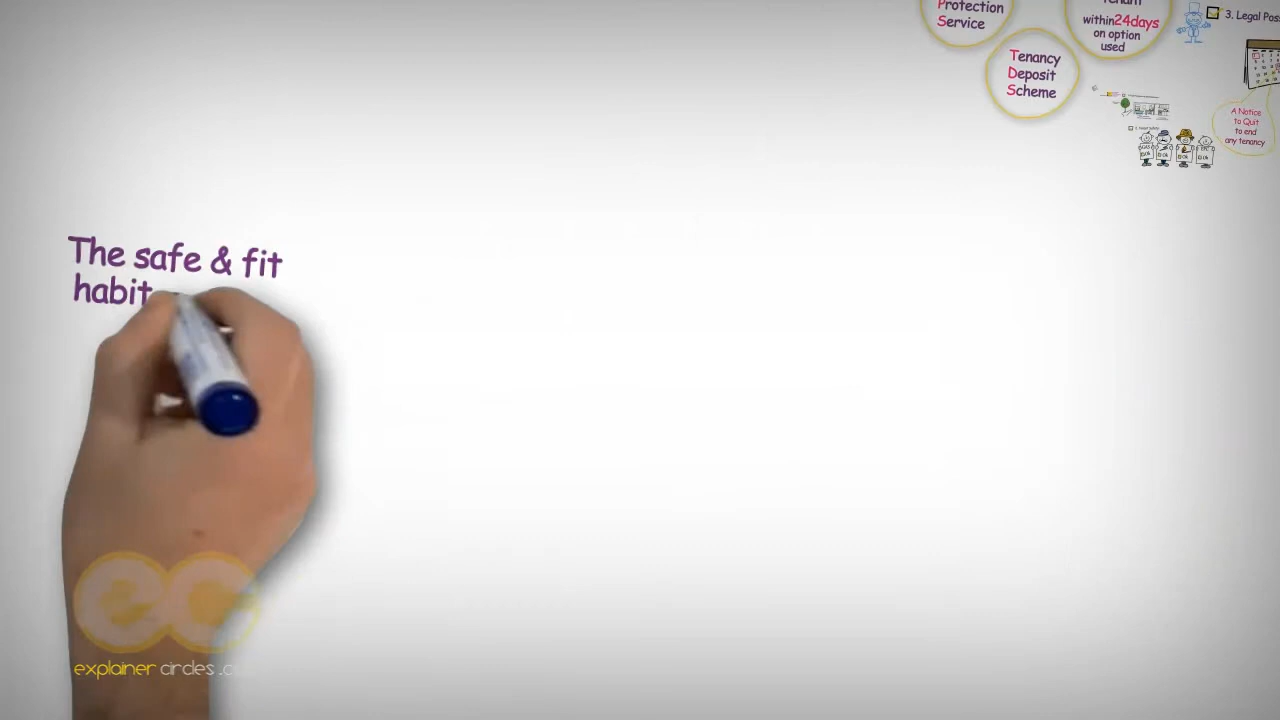 Protection
Service
Tenant
within24days
on option
used
3. Legal Pos
Tenancy
Deposit
Scheme
A Notice
to Quit
to end
any tenancy
The safe & fit
habit
explainer circles